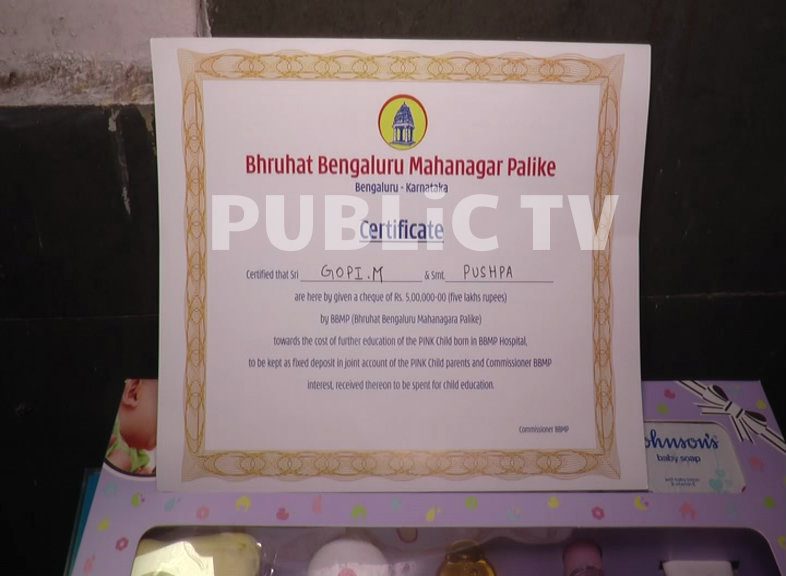 Bhruhat Bengaluru Mahanagar Palike
Bengaluru - Karnataka
PUBLiC TV
Certificate
Certified that Sri GOPI.M & Smt. PUSHPA
are here by given a cheque of Rs. 5,00,000-00 (five lakhs rupees)
by BBMP (Bhruhat Bengaluru Mahanagara Palike)
towards the cost of further education of the PINK Child born in BBMP Hospital,
to be kept as fixed deposit in joint account of the PINK Child parents and Commissioner BBMP
interest, received thereon to be spent for child education.
Commissioner BBMP
Johnson's
baby soap